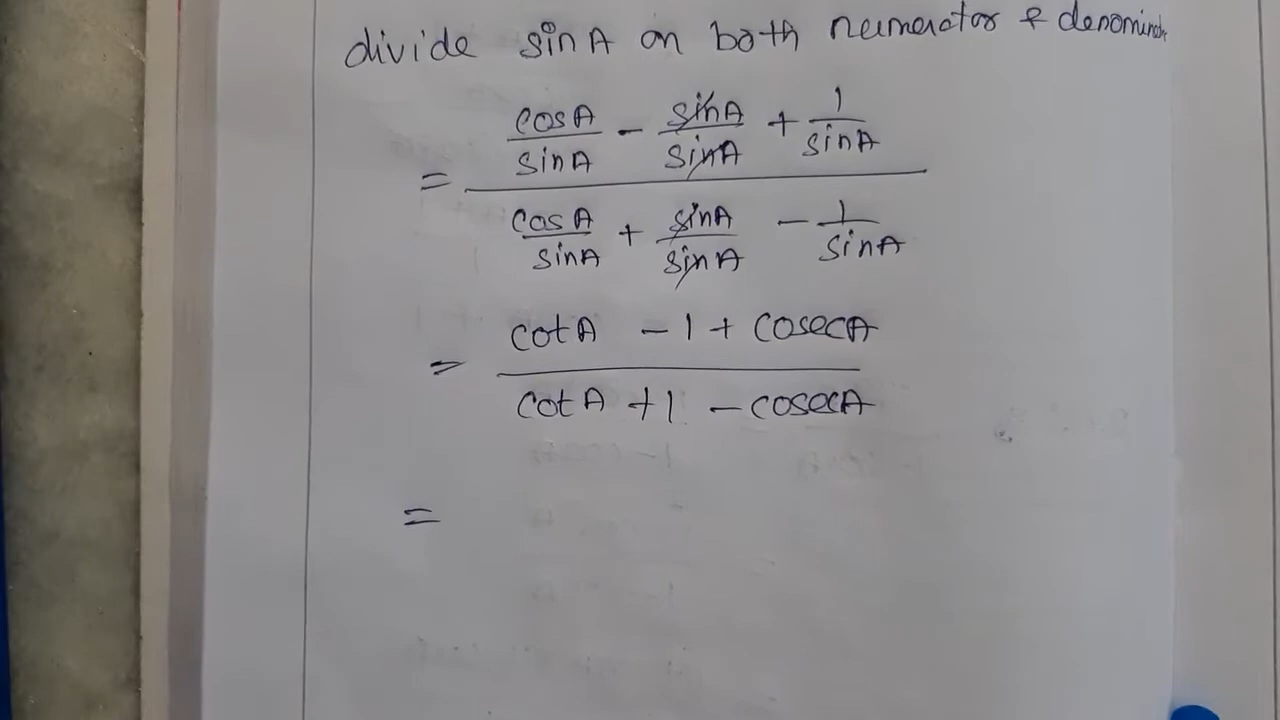 divide sinA on both numerator & denominator
= (cosA/sinA - sinA/sinA + 1/sinA) / (cosA/sinA + sinA/sinA - 1/sinA)
= (cotA - 1 + cosecA) / (cotA + 1 - cosecA)
=